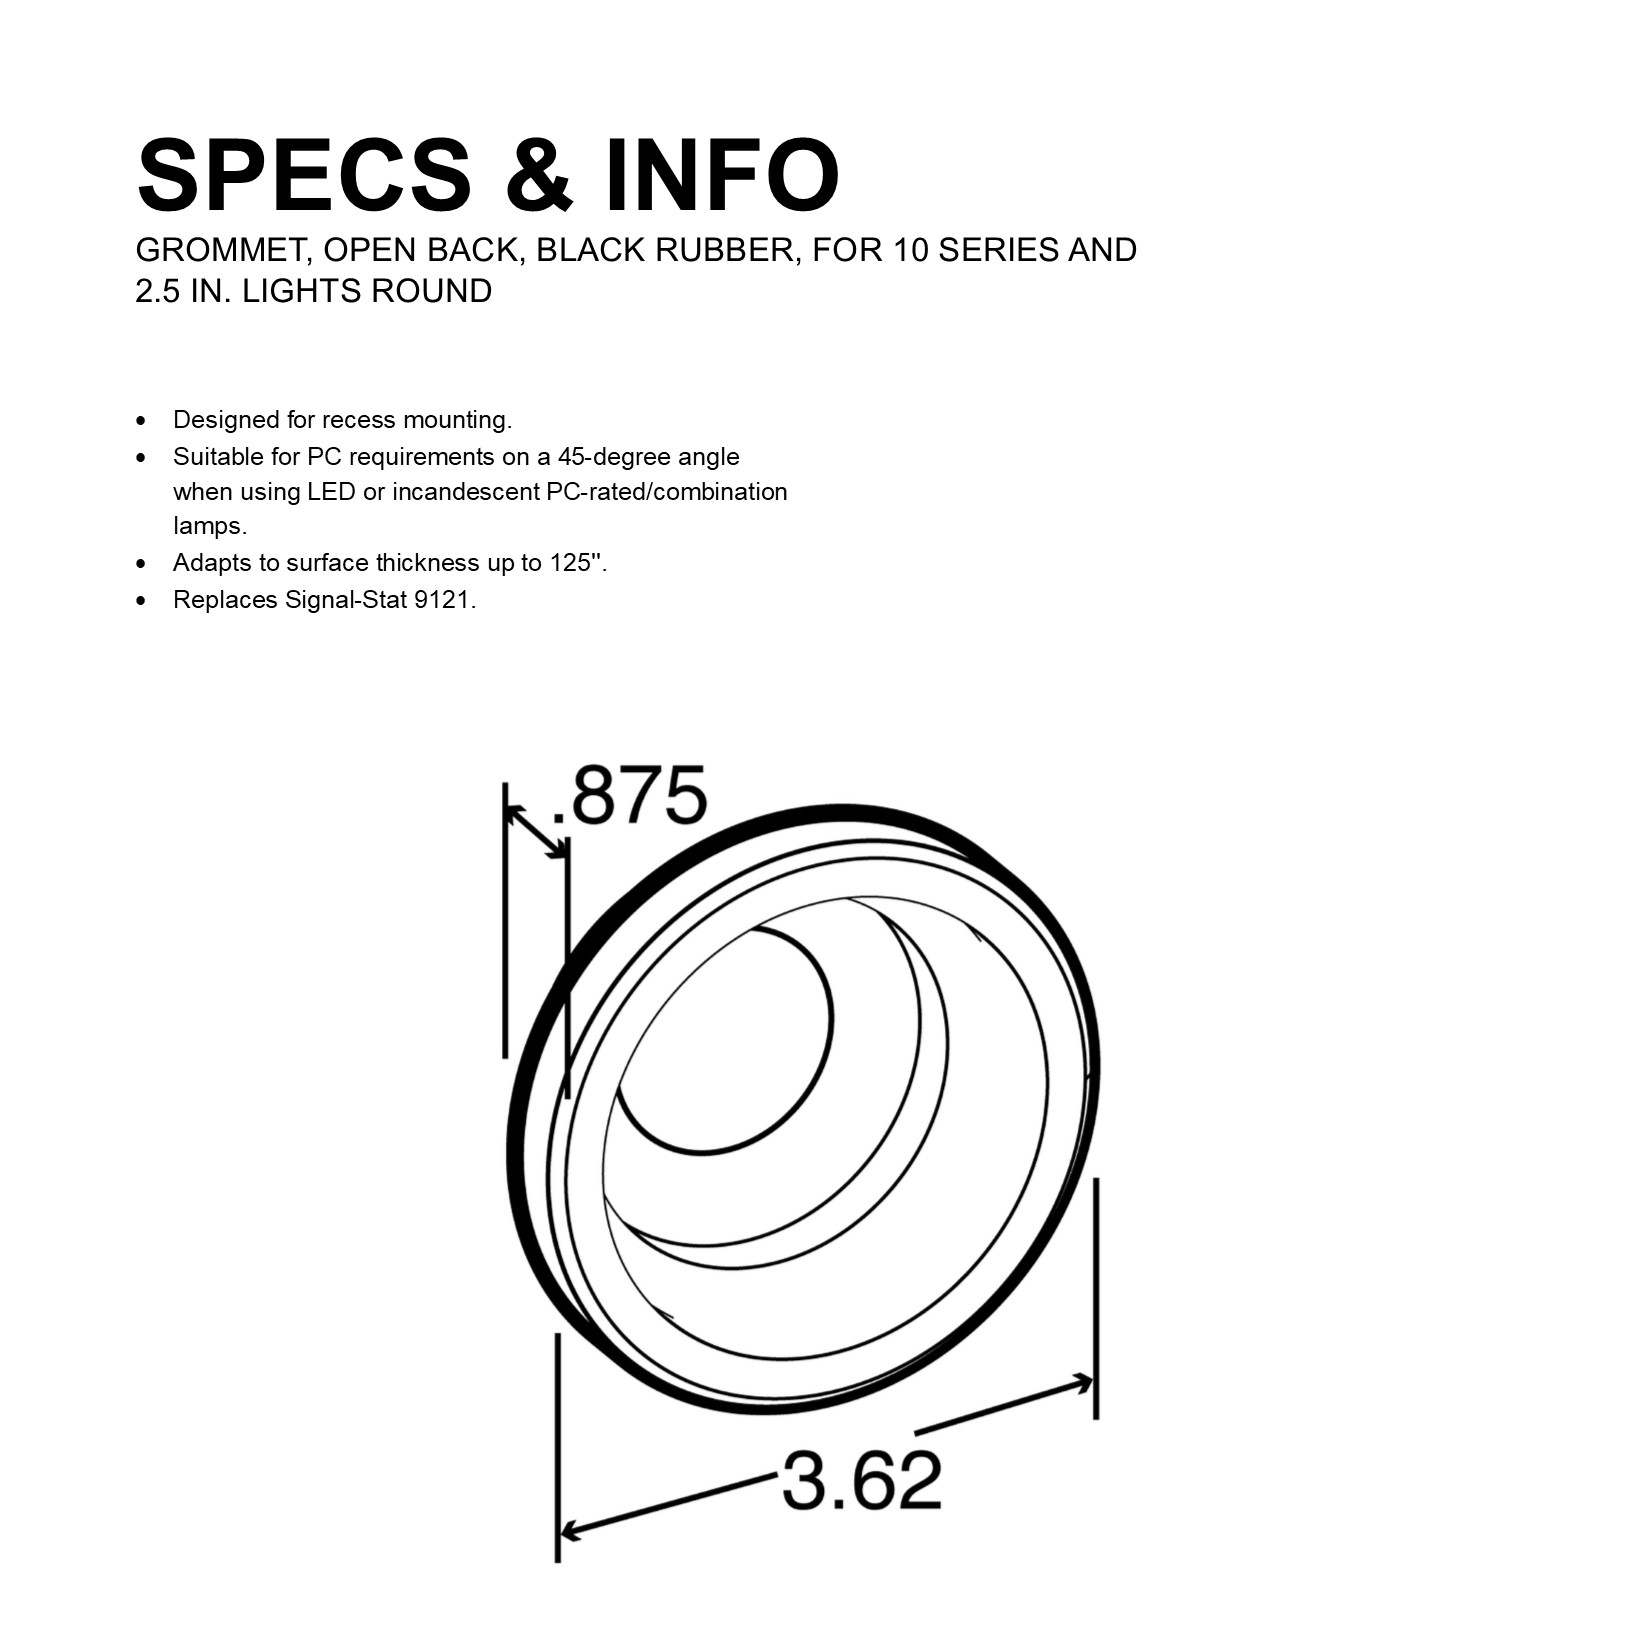 SPECS & INFO
GROMMET, OPEN BACK, BLACK RUBBER, FOR 10 SERIES AND
2.5 IN. LIGHTS ROUND
• Designed for recess mounting.
• Suitable for PC requirements on a 45-degree angle
when using LED or incandescent PC-rated/combination
lamps.
• Adapts to surface thickness up to 125".
• Replaces Signal-Stat 9121.
.875
3.62